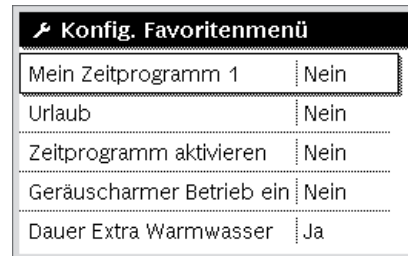 Konfig. Favoritenmenü
Mein Zeitprogramm 1 Nein
Urlaub Nein
Zeitprogramm aktivieren Nein
Geräuscharmer Betrieb ein Nein
Dauer Extra Warmwasser Ja